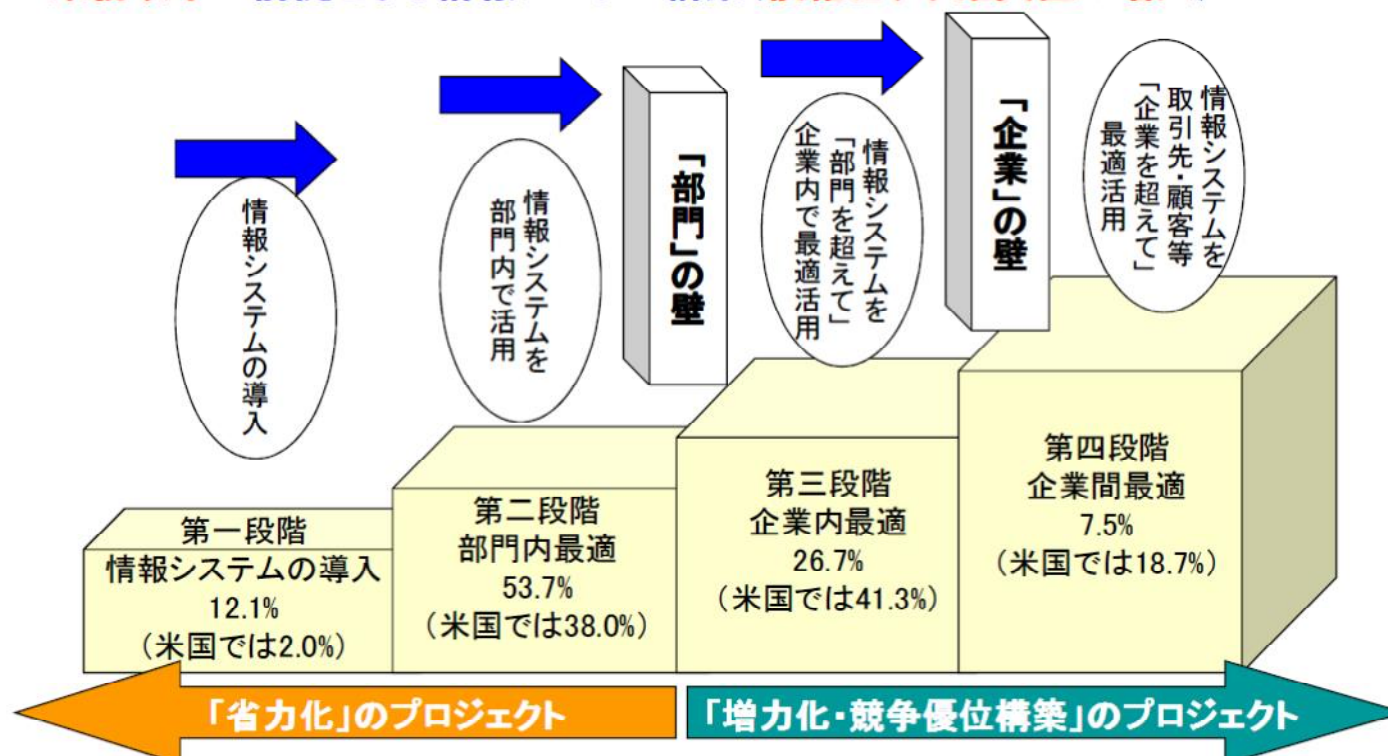 情報システムの導入
情報システムを
部門内で活用
「部門」の壁
情報システムを
「部門を超えて」
企業内で最適活用
「企業」の壁
情報システムを
取引先・顧客等
「企業を超えて」
最適活用
第一段階
情報システムの導入
12.1%
（米国では2.0%）
第二段階
部門内最適
53.7%
（米国では38.0%）
第三段階
企業内最適
26.7%
（米国では41.3%）
第四段階
企業間最適
7.5%
（米国では18.7%）
「省力化」のプロジェクト
「増力化・競争優位構築」のプロジェクト